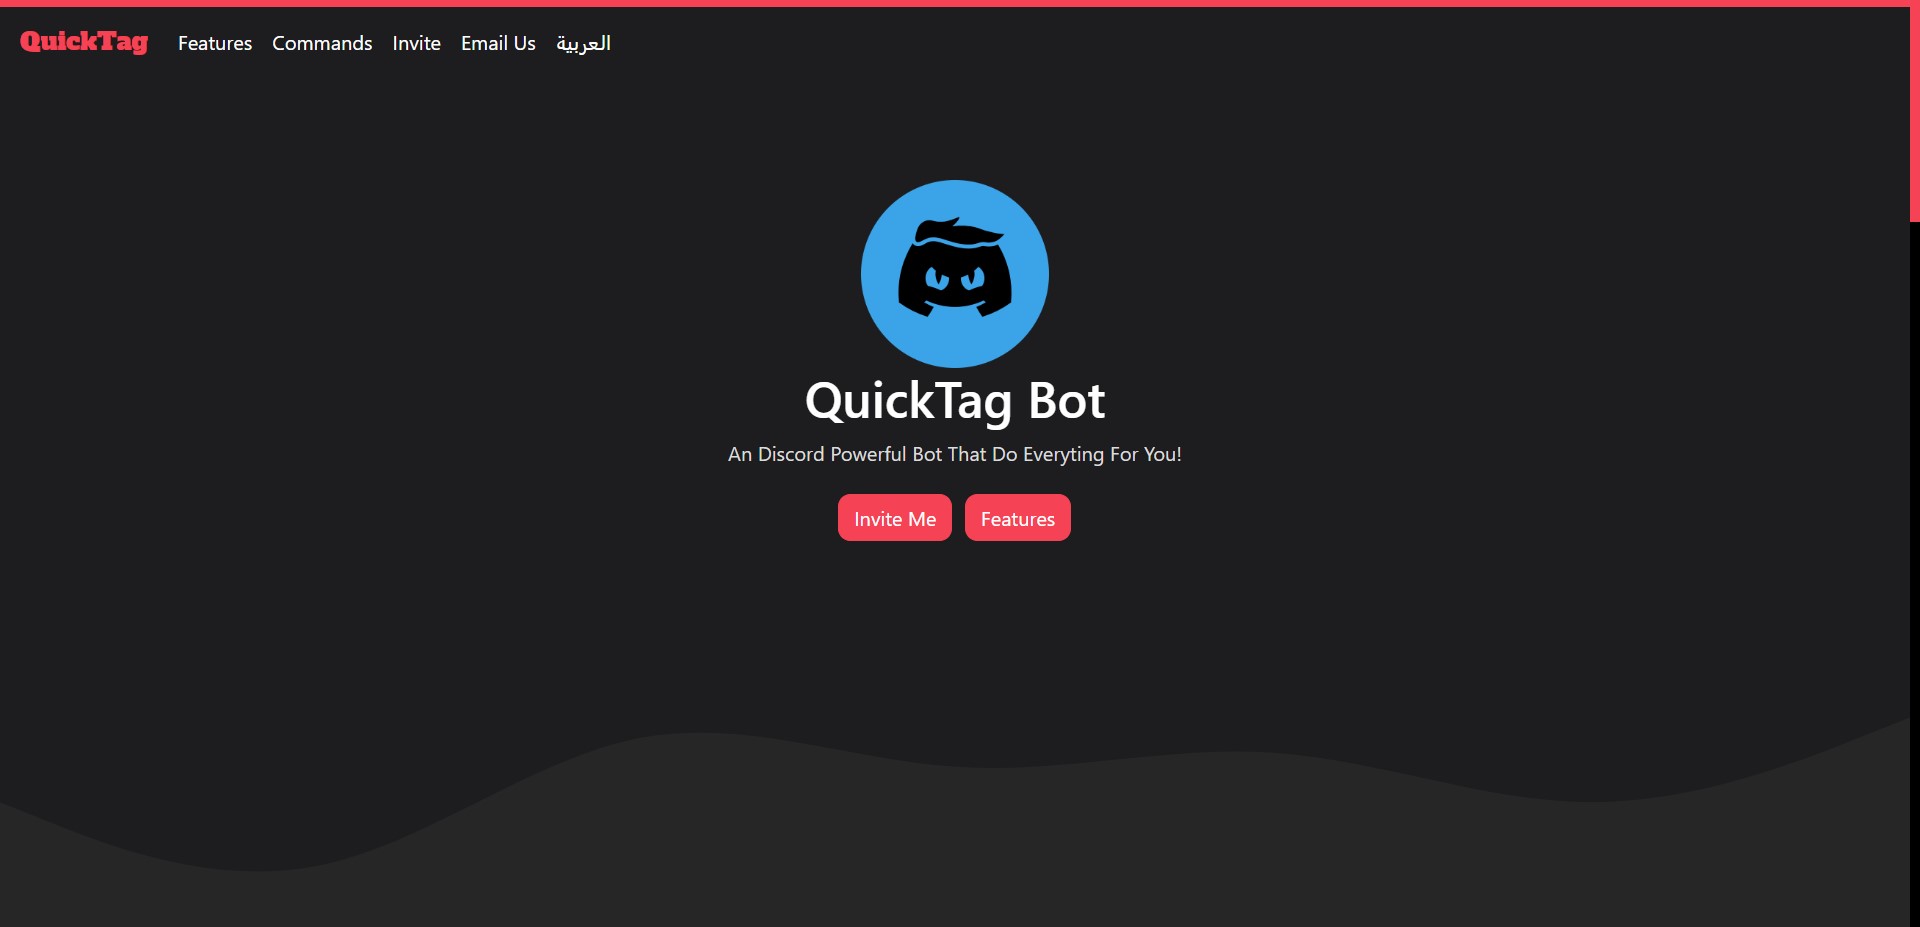 QuickTag Features Commands Invite Email Us العربية
QuickTag Bot
An Discord Powerful Bot That Do Everyting For You!
Invite Me Features